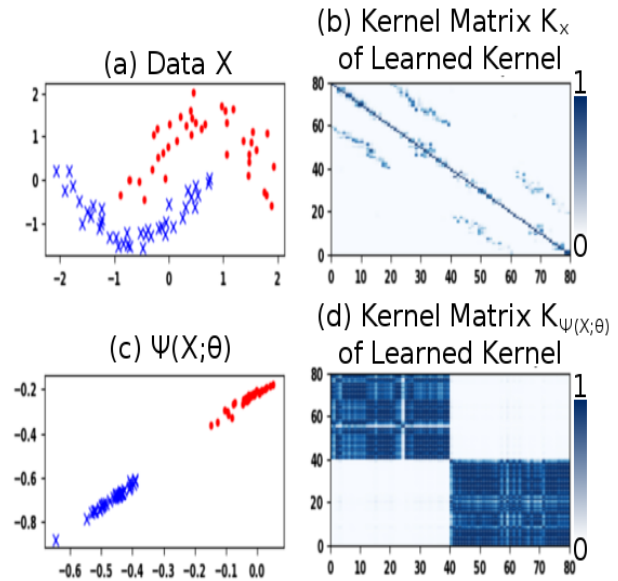 (a) Data X
2
1
0
−1
−2 −1 0 1 2
(b) Kernel Matrix Kₓ
of Learned Kernel
80
60
40
20
0
0 10 20 30 40 50 60 70 80
1
0
(c) Ψ(X;θ)
−0.2
−0.4
−0.6
−0.8
−0.6 −0.5 −0.4 −0.3 −0.2 −0.1 0.0
(d) Kernel Matrix K_Ψ(X;θ)
of Learned Kernel
80
60
40
20
0
0 10 20 30 40 50 60 70 80
1
0